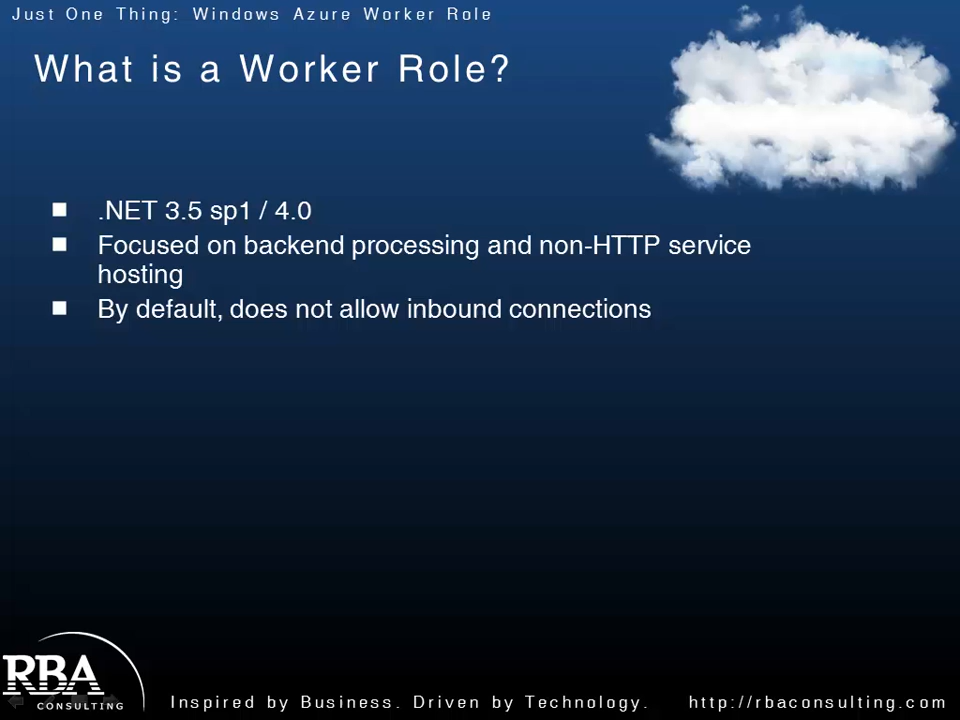 Just One Thing: Windows Azure Worker Role
What is a Worker Role?
.NET 3.5 sp1 / 4.0
Focused on backend processing and non-HTTP service
hosting
By default, does not allow inbound connections
RBA
CONSULTING
Inspired by Business. Driven by Technology.
http://rbaconsulting.com